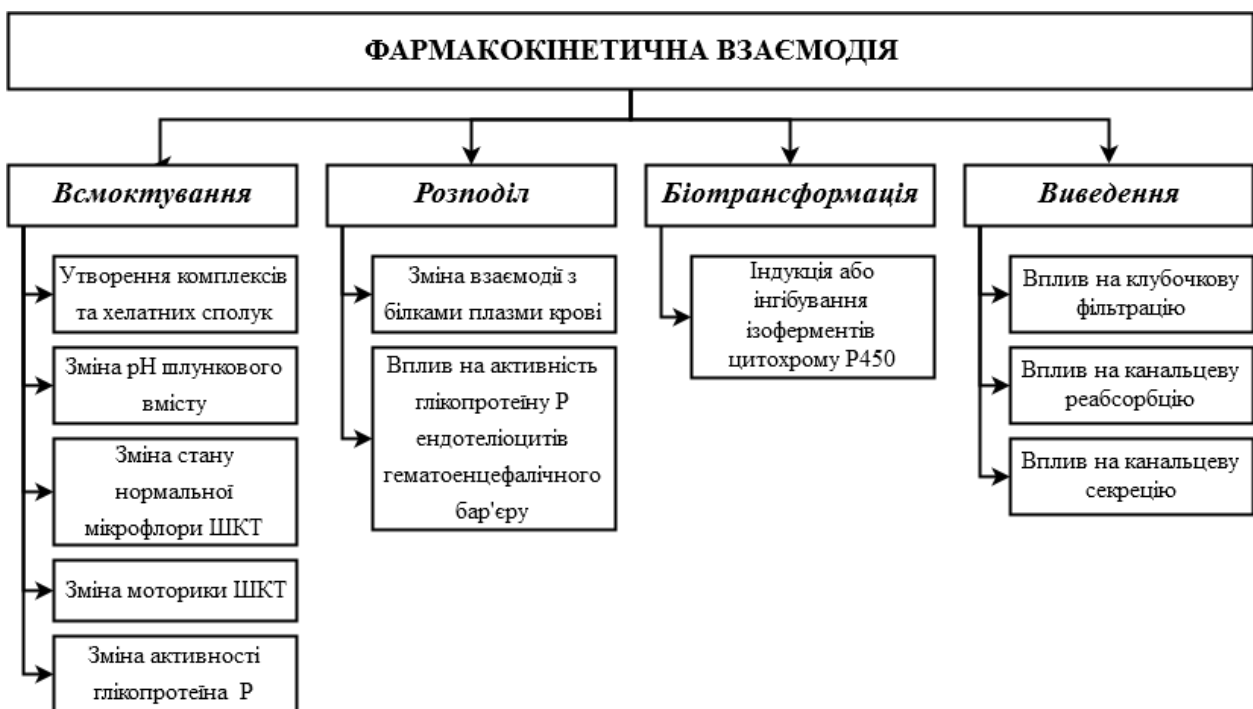 ФАРМАКОКІНЕТИЧНА ВЗАЄМОДІЯ
Всмоктування
Утворення комплексів
та хелатних сполук
Зміна pH шлункового
вмісту
Зміна стану
нормальної
мікрофлори ШКТ
Зміна моторики ШКТ
Зміна активності
глікопротеїна Р
Розподіл
Зміна взаємодії з
білками плазми крові
Вплив на активність
глікопротеїну Р
ендотеліоцитів
гематоенцефалічного
бар'єру
Біотрансформація
Індукція або
інгібування
ізоферментів
цитохрому Р450
Виведення
Вплив на клубочкову
фільтрацію
Вплив на канальцеву
реабсорбцію
Вплив на канальцеву
секрецію